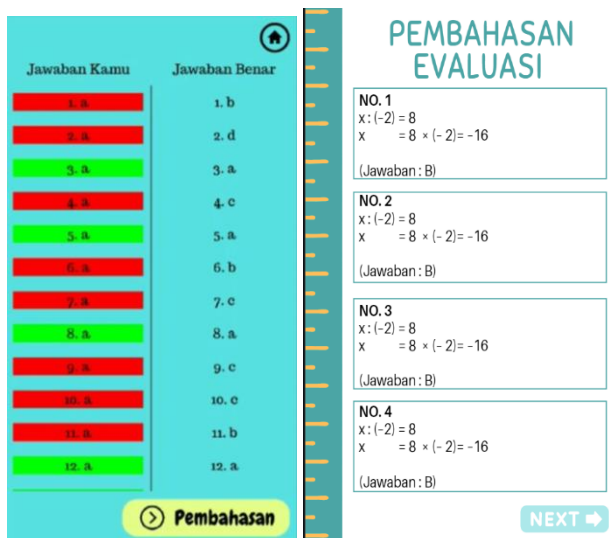 Jawaban Kamu Jawaban Benar
1. a 1. b
2. a 2. d
3. a 3. a
4. a 4. c
5. a 5. a
6. a 6. b
7. a 7. c
8. a 8. a
9. a 9. c
10. a 10. c
11. a 11. b
12. a 12. a
Pembahasan
PEMBAHASAN
EVALUASI
NO. 1
x : (-2) = 8
x = 8 × (-2)= -16
(Jawaban : B)
NO. 2
x : (-2) = 8
x = 8 × (- 2)= -16
(Jawaban : B)
NO. 3
x : (-2) = 8
x = 8 × (- 2)= -16
(Jawaban : B)
NO. 4
x : (-2) = 8
x = 8 × (- 2)= -16
(Jawaban : B)
NEXT